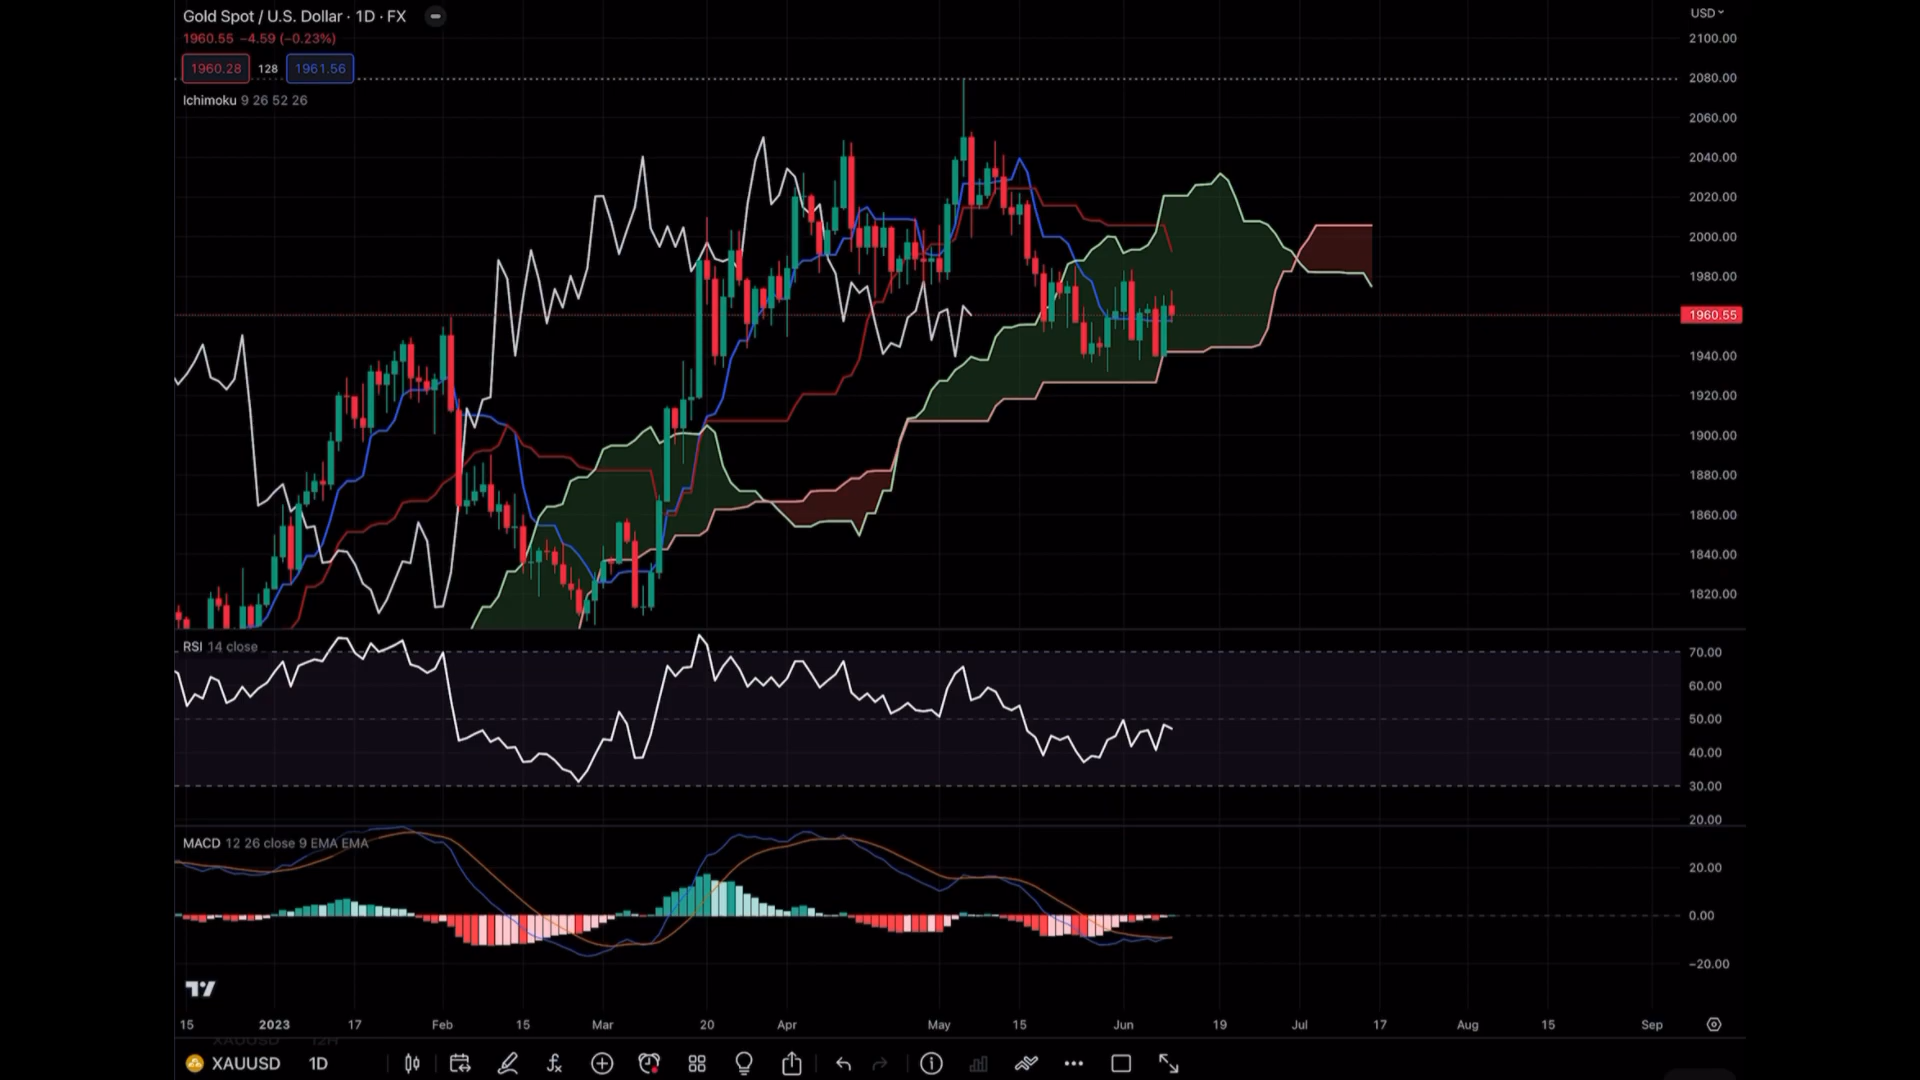 Gold Spot / U.S. Dollar · 1D · FX
1960.55 −4.59 (−0.23%)
1960.28 128 1961.56
Ichimoku 9 26 52 26
USD
2100.00
2080.00
2060.00
2040.00
2020.00
2000.00
1980.00
1960.55
1940.00
1920.00
1900.00
1880.00
1860.00
1840.00
1820.00
RSI 14 close
70.00
60.00
50.00
40.00
30.00
20.00
MACD 12 26 close 9 EMA EMA
20.00
0.00
−20.00
15 2023 17 Feb 15 Mar 20 Apr May 15 Jun 19 Jul 17 Aug 15 Sep
XAUUSD 12H
XAUUSD 1D